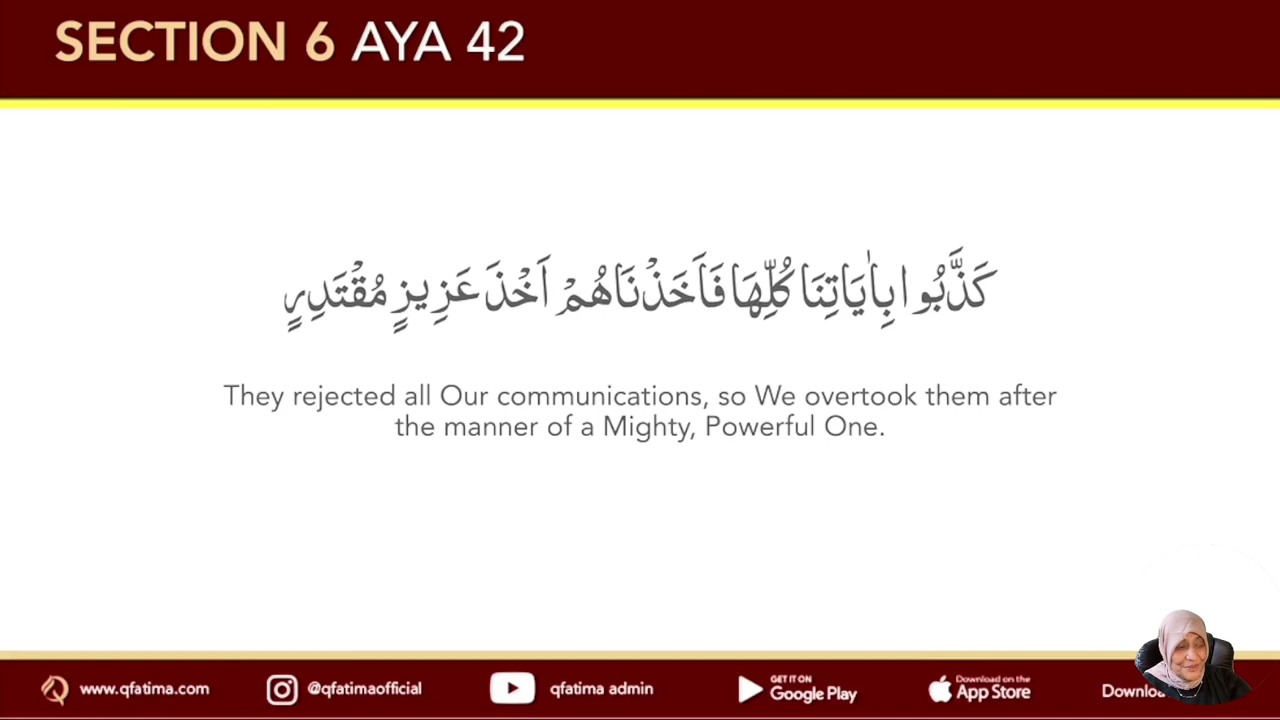 SECTION 6 AYA 42
كَذَّبُوا بِاٰيَاتِنَا كُلِّهَا فَاَخَذْنَاهُمْ اَخْذَ عَزِيزٍ مُقْتَدِرٍ
They rejected all Our communications, so We overtook them after
the manner of a Mighty, Powerful One.
www.qfatima.com
@qfatimaofficial
qfatima admin
GET IT ON
Google Play
Download on the
App Store